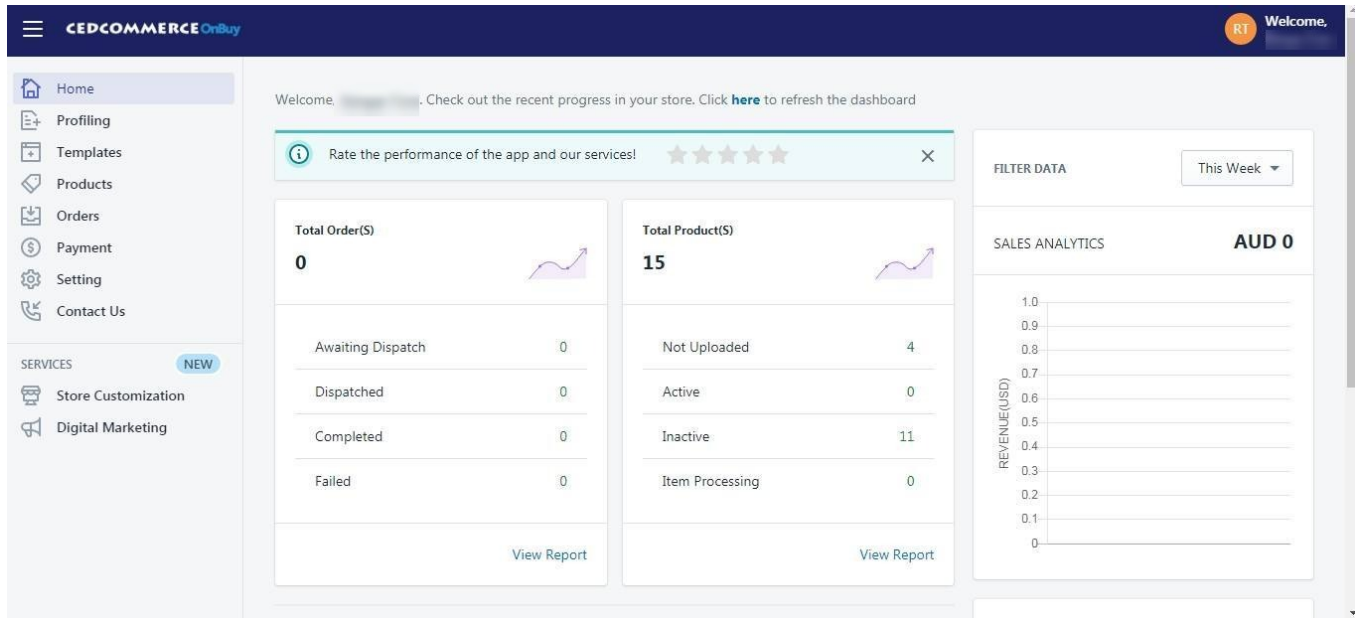 CEDCOMMERCE OnBuy
RT
Welcome,
Home
Profiling
Templates
Products
Orders
Payment
Setting
Contact Us
SERVICES NEW
Store Customization
Digital Marketing
Welcome, . Check out the recent progress in your store. Click here to refresh the dashboard
Rate the performance of the app and our services!
Total Order(S)
0
Awaiting Dispatch 0
Dispatched 0
Completed 0
Failed 0
View Report
Total Product(S)
15
Not Uploaded 4
Active 0
Inactive 11
Item Processing 0
View Report
FILTER DATA This Week
SALES ANALYTICS AUD 0
REVENUE(USD)
1.0
0.9
0.8
0.7
0.6
0.5
0.4
0.3
0.2
0.1
0